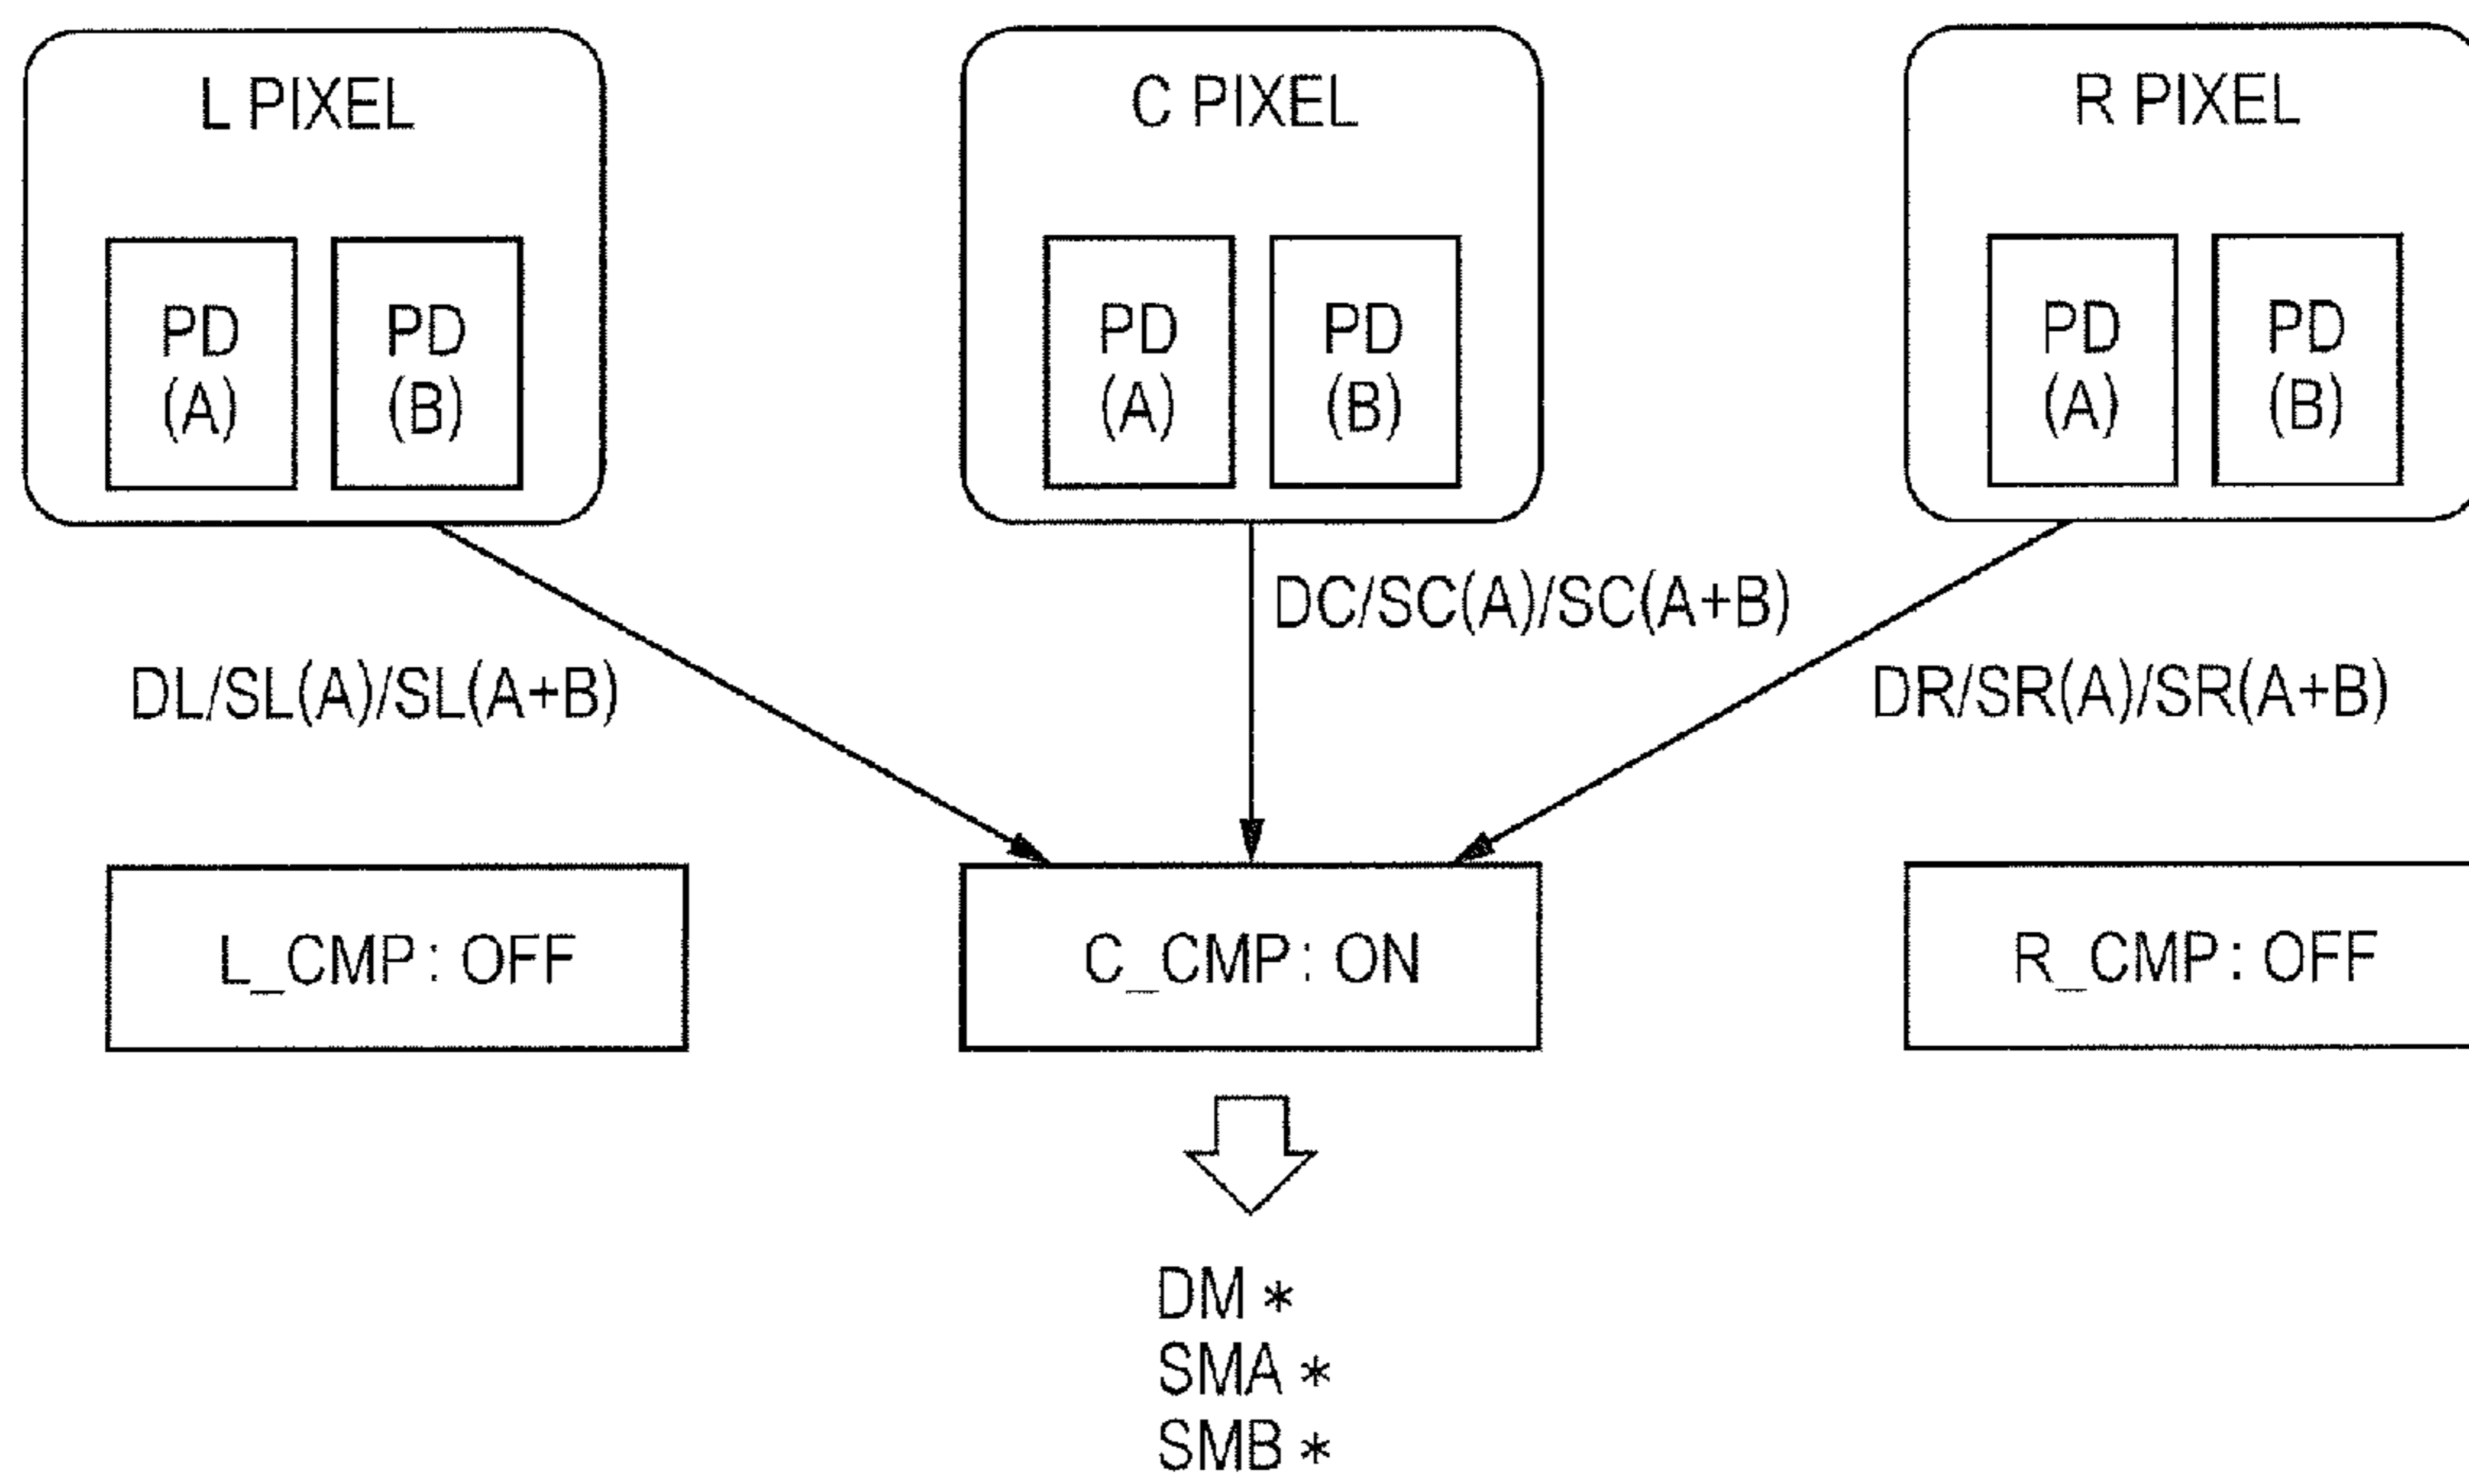 L PIXEL
C PIXEL
R PIXEL
PD
(A)
PD
(B)
PD
(A)
PD
(B)
PD
(A)
PD
(B)
DC/SC(A)/SC(A+B)
DL/SL(A)/SL(A+B)
DR/SR(A)/SR(A+B)
L_CMP : OFF
C_CMP : ON
R_CMP : OFF
DM *
SMA *
SMB *